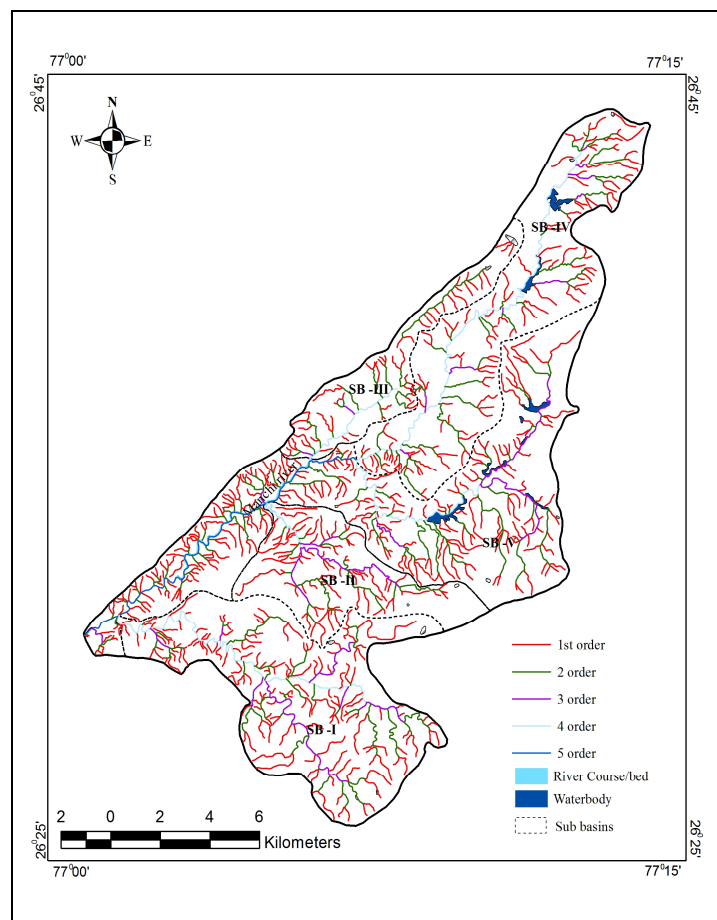 77⁰00'
77⁰15'
26⁰45'
26⁰45'
N
W
E
S
SB -IV
SB -III
SB -V
SB -II
SB -I
1st order
2 order
3 order
4 order
5 order
River Course/bed
Waterbody
Sub basins
2 0 2 4 6
Kilometers
26⁰25'
26⁰25'
77⁰00'
77⁰15'